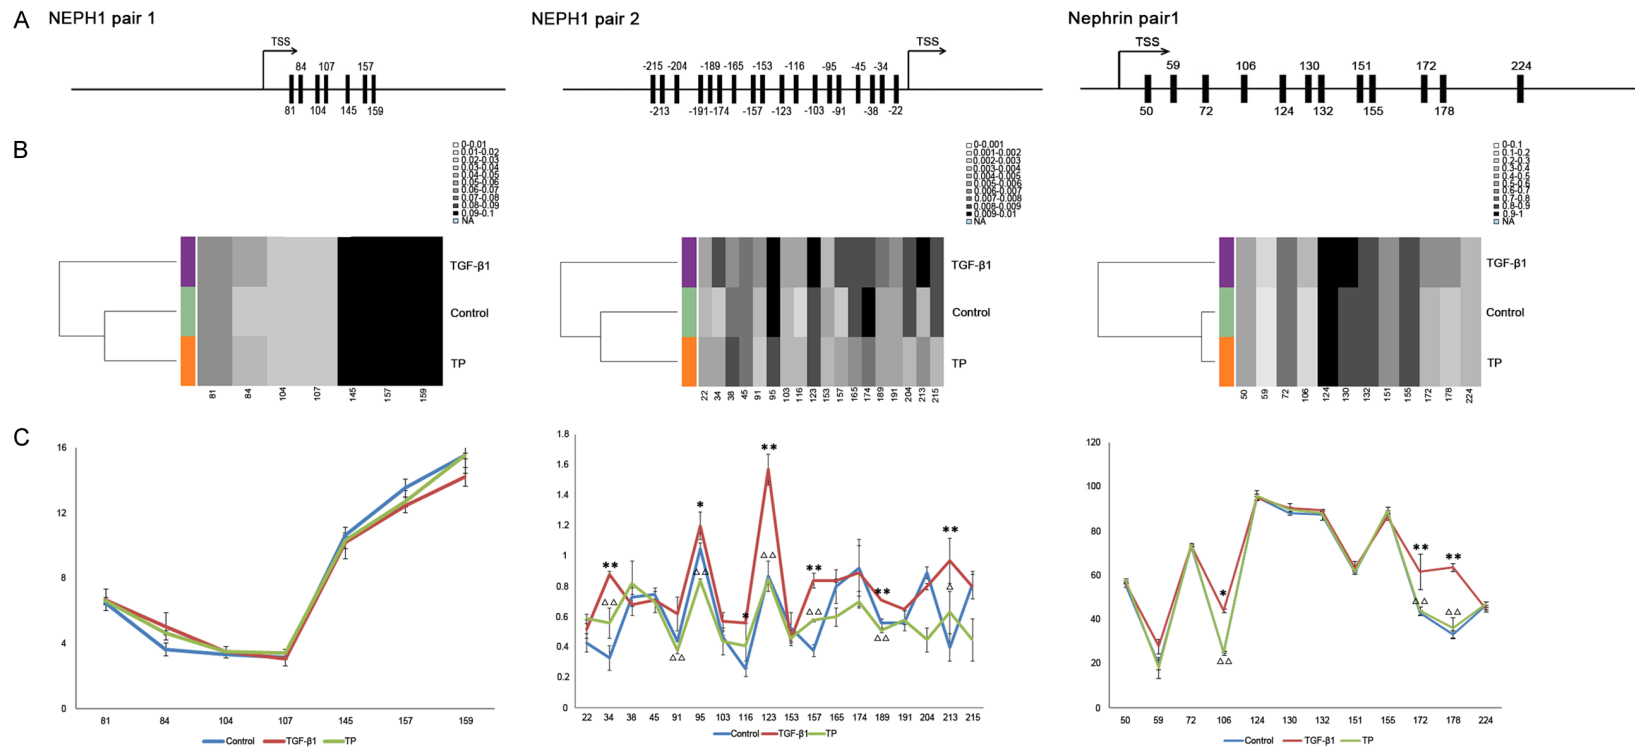 A
NEPH1 pair 1
NEPH1 pair 2
Nephrin pair1
TSS
84 107 157
81 104 145 159
TSS
-215 -204 -189 -165 -153 -116 -95 -45 -34
-213 -191 -174 -157 -123 -103 -91 -38 -22
TSS
59 106 130 151 172 224
50 72 124 132 155 178
B
0-0.01
0.01-0.02
0.02-0.03
0.03-0.04
0.04-0.05
0.05-0.06
0.06-0.07
0.07-0.08
0.08-0.09
0.09-0.1
NA
TGF-β1
Control
TP
81 84 104 107 145 157 159
0-0.001
0.001-0.002
0.002-0.003
0.003-0.004
0.004-0.005
0.005-0.006
0.006-0.007
0.007-0.008
0.008-0.009
0.009-0.01
NA
TGF-β1
Control
TP
22 34 38 45 91 95 103 116 123 153 157 165 174 189 191 204 213 215
0-0.1
0.1-0.2
0.2-0.3
0.3-0.4
0.4-0.5
0.5-0.6
0.6-0.7
0.7-0.8
0.8-0.9
0.9-1
NA
TGF-β1
Control
TP
50 59 72 106 124 130 132 151 155 172 178 224
C
16
12
8
4
0
81 84 104 107 145 157 159
Control TGF-β1 TP
1.8
1.6
1.4
1.2
1
0.8
0.6
0.4
0.2
0
** * ** * ** ** **
△△ △△ △△ △△ △△ △△ △
22 34 38 45 91 95 103 116 123 153 157 165 174 189 191 204 213 215
Control TGF-β1 TP
120
100
80
60
40
20
0
* ** **
△△ △△ △△
50 59 72 106 124 130 132 151 155 172 178 224
Control TGF-β1 TP